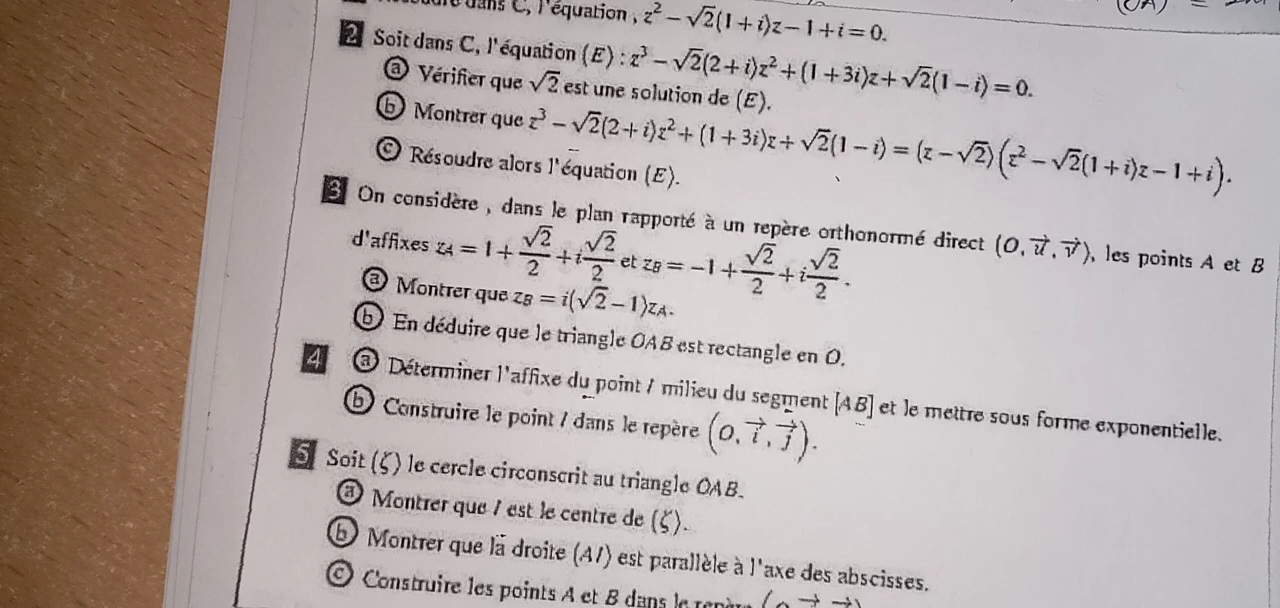 dans C, l'équation , z² − √2(1 + i)z − 1 + i = 0.
2 Soit dans C, l'équation (E) : z³ − √2(2 + i)z² + (1 + 3i)z + √2(1 − i) = 0.
ⓐ Vérifier que √2 est une solution de (E).
ⓑ Montrer que z³ − √2(2 + i)z² + (1 + 3i)z + √2(1 − i) = (z − √2)(z² − √2(1 + i)z − 1 + i).
ⓒ Résoudre alors l'équation (E).
3 On considère , dans le plan rapporté à un repère orthonormé direct (O, u⃗, v⃗), les points A et B
d'affixes z_A = 1 + √2/2 + i√2/2 et z_B = −1 + √2/2 + i√2/2.
ⓐ Montrer que z_B = i(√2 − 1)z_A.
ⓑ En déduire que le triangle OAB est rectangle en O.
4 ⓐ Déterminer l'affixe du point I milieu du segment [AB] et le mettre sous forme exponentielle.
ⓑ Construire le point I dans le repère (O, i⃗, j⃗).
5 Soit (ζ) le cercle circonscrit au triangle OAB.
ⓐ Montrer que I est le centre de (ζ).
ⓑ Montrer que la droite (AI) est parallèle à l'axe des abscisses.
ⓒ Construire les points A et B dans le repère